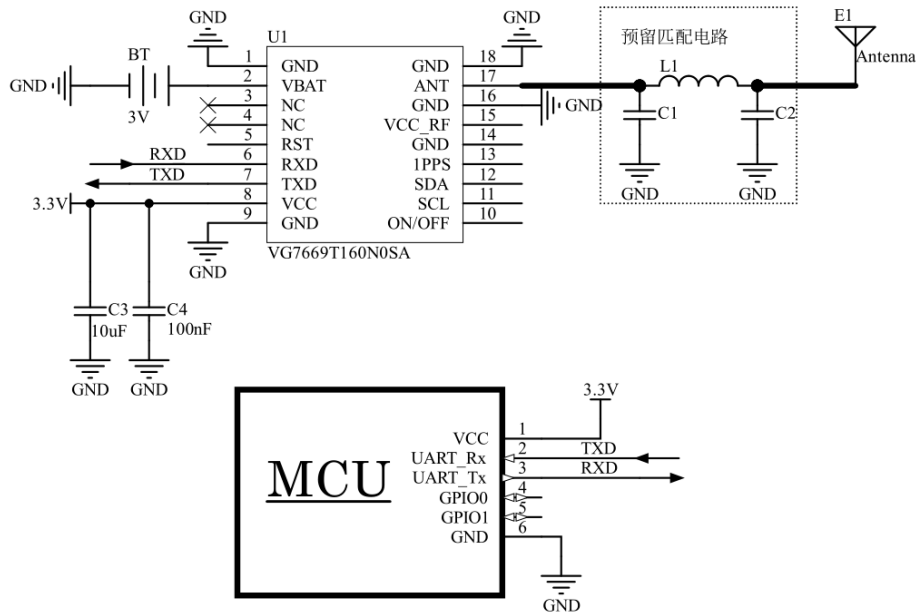 GND
U1
GND
预留匹配电路
E1
Antenna
BT
GND
3V
1
GND
2
VBAT
3
NC
4
NC
5
RST
RXD
6
RXD
TXD
7
TXD
3.3V
8
VCC
9
GND
GND
18
GND
17
ANT
16
GND
GND
15
VCC_RF
14
GND
13
1PPS
12
SDA
11
SCL
10
ON/OFF
VG7669T160N0SA
L1
C1
C2
GND
GND
C3
10uF
C4
100nF
GND
GND
MCU
3.3V
VCC
1
UART_Rx
2
TXD
UART_Tx
3
RXD
GPIO0
4
GPIO1
5
GND
6
GND